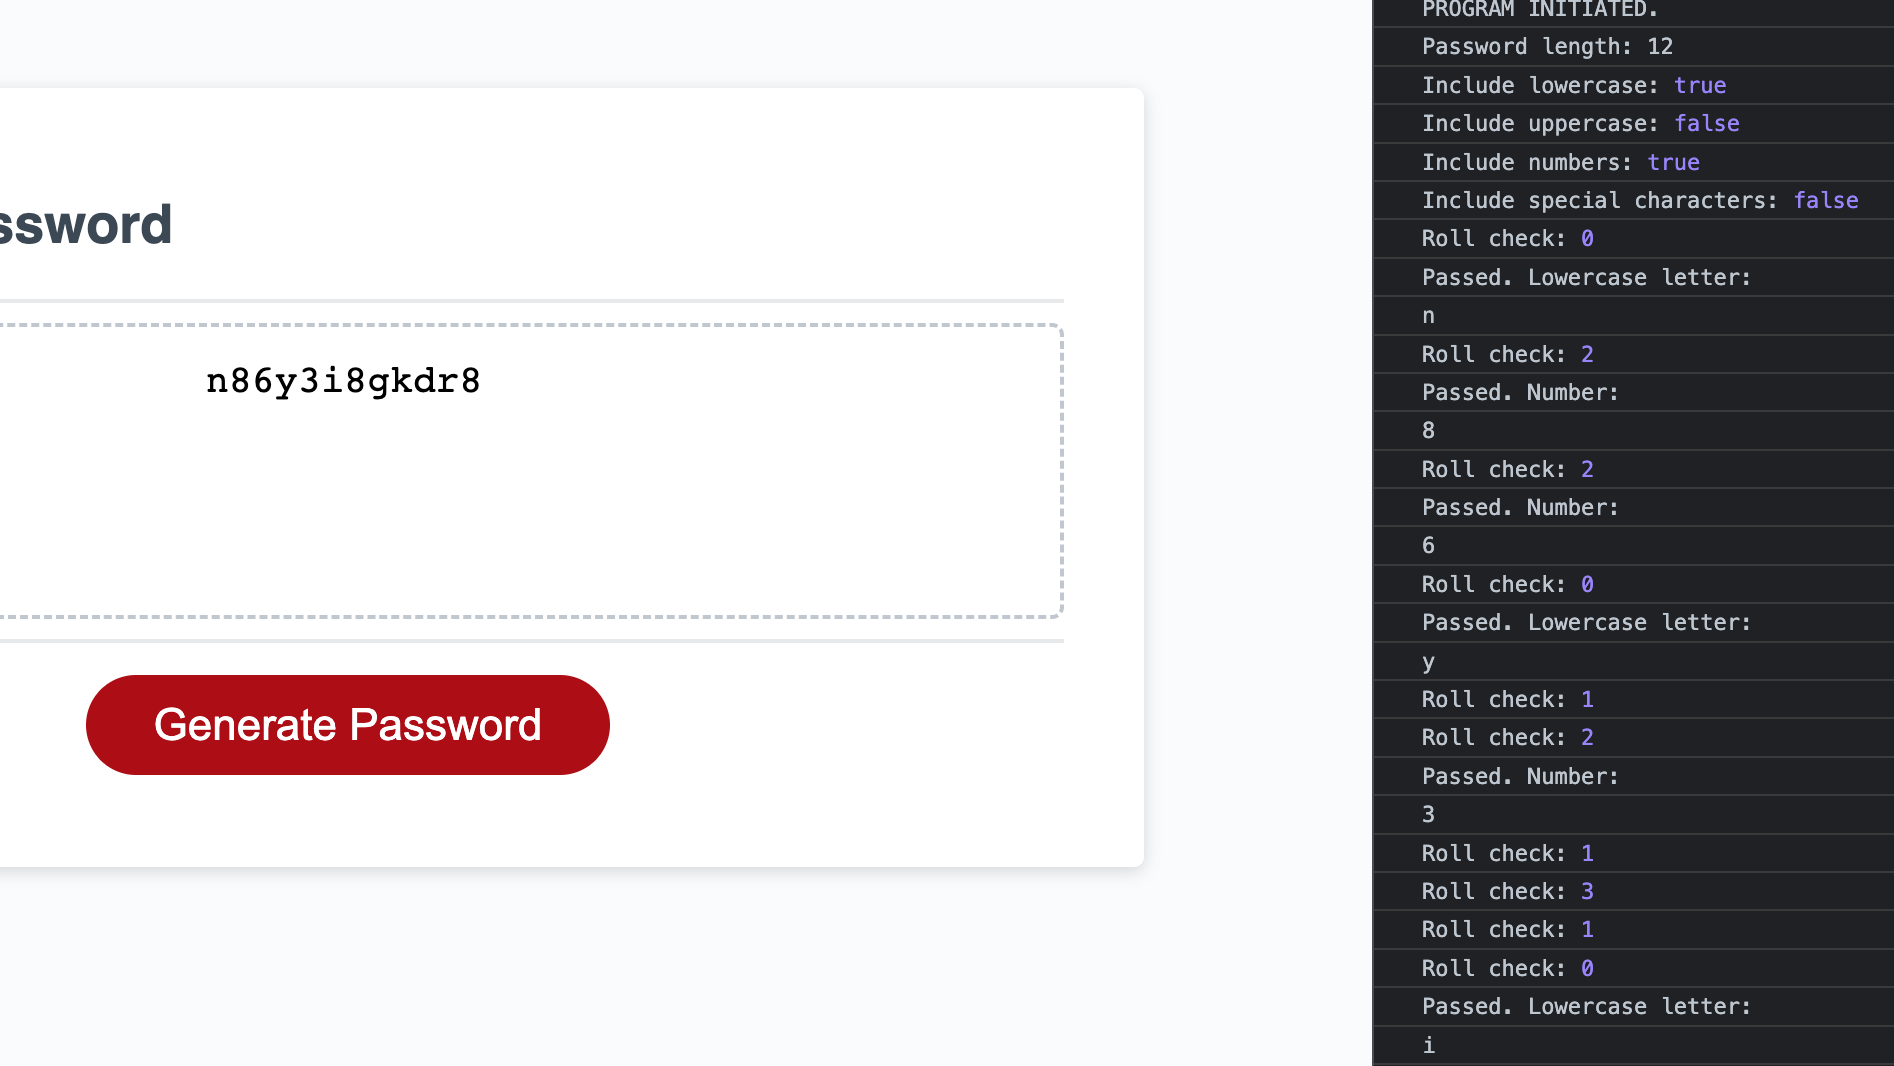 ssword
n86y3i8gkdr8
Generate Password
PROGRAM INITIATED.
Password length: 12
Include lowercase: true
Include uppercase: false
Include numbers: true
Include special characters: false
Roll check: 0
Passed. Lowercase letter:
n
Roll check: 2
Passed. Number:
8
Roll check: 2
Passed. Number:
6
Roll check: 0
Passed. Lowercase letter:
y
Roll check: 1
Roll check: 2
Passed. Number:
3
Roll check: 1
Roll check: 3
Roll check: 1
Roll check: 0
Passed. Lowercase letter:
i